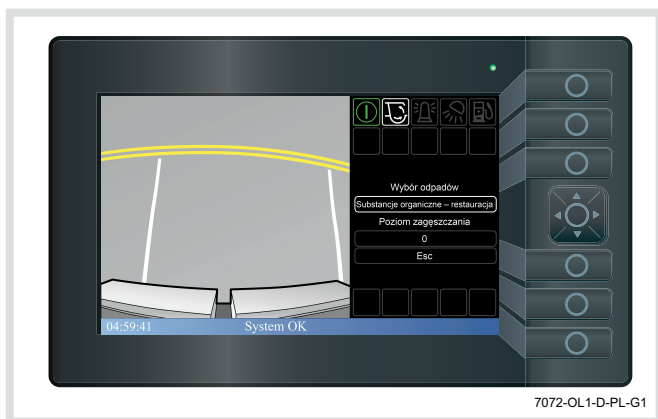 Wybór odpadów
Substancje organiczne – restauracja
Poziom zagęszczania
0
Esc
04:59:41 System OK
7072-OL1-D-PL-G1